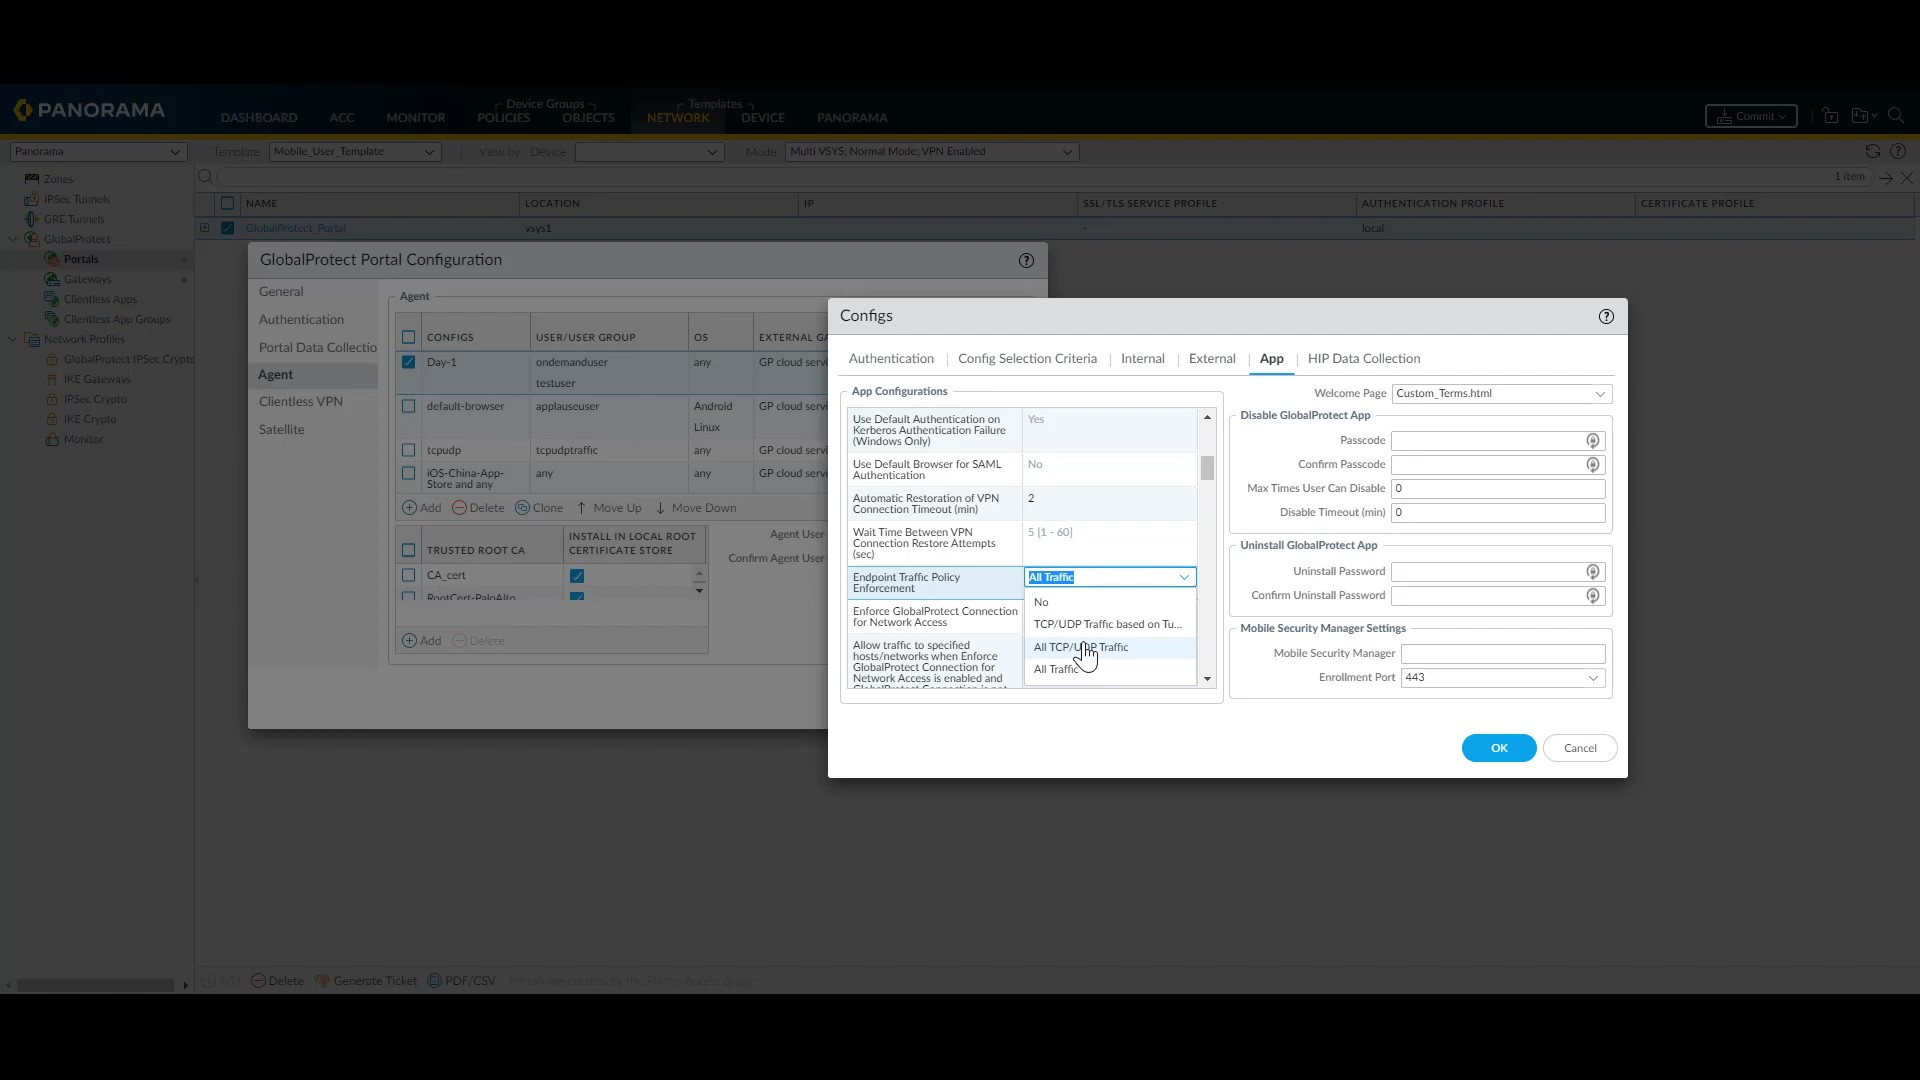 PANORAMA
DASHBOARD
ACC
MONITOR
Device Groups
POLICIES
OBJECTS
Templates
NETWORK
DEVICE
PANORAMA
Commit
Panorama
Template
Mobile_User_Template
View by
Device
Mode
Multi VSYS; Normal Mode; VPN Enabled
Zones
IPSec Tunnels
GRE Tunnels
GlobalProtect
Portals
Gateways
Clientless Apps
Clientless App Groups
Network Profiles
GlobalProtect IPSec Crypto
IKE Gateways
IPSec Crypto
IKE Crypto
Monitor
1 item
NAME
LOCATION
IP
SSL/TLS SERVICE PROFILE
AUTHENTICATION PROFILE
CERTIFICATE PROFILE
GlobalProtect_Portal
vsys1
-
local
GlobalProtect Portal Configuration
General
Authentication
Portal Data Collectio
Agent
Clientless VPN
Satellite
Agent
CONFIGS
USER/USER GROUP
OS
EXTERNAL GA
Day-1
ondemanduser
testuser
any
GP cloud servi
default-browser
applauseuser
Android
Linux
GP cloud servi
tcpudp
tcpudptraffic
any
GP cloud servi
iOS-China-App-
Store and any
any
any
GP cloud servi
Add
Delete
Clone
Move Up
Move Down
TRUSTED ROOT CA
INSTALL IN LOCAL ROOT
CERTIFICATE STORE
CA_cert
RootCert-PaloAlto
Add
Delete
Agent User
Confirm Agent User
Configs
Authentication
Config Selection Criteria
Internal
External
App
HIP Data Collection
App Configurations
Use Default Authentication on
Kerberos Authentication Failure
(Windows Only)
Yes
Use Default Browser for SAML
Authentication
No
Automatic Restoration of VPN
Connection Timeout (min)
2
Wait Time Between VPN
Connection Restore Attempts
(sec)
5 [1 - 60]
Endpoint Traffic Policy
Enforcement
All Traffic
No
TCP/UDP Traffic based on Tu...
All TCP/UDP Traffic
All Traffic
Enforce GlobalProtect Connection
for Network Access
Allow traffic to specified
hosts/networks when Enforce
GlobalProtect Connection for
Network Access is enabled and
GlobalProtect Connection is not
Welcome Page
Custom_Terms.html
Disable GlobalProtect App
Passcode
Confirm Passcode
Max Times User Can Disable
0
Disable Timeout (min)
0
Uninstall GlobalProtect App
Uninstall Password
Confirm Uninstall Password
Mobile Security Manager Settings
Mobile Security Manager
Enrollment Port
443
OK
Cancel
Add
Delete
Generate Ticket
PDF/CSV